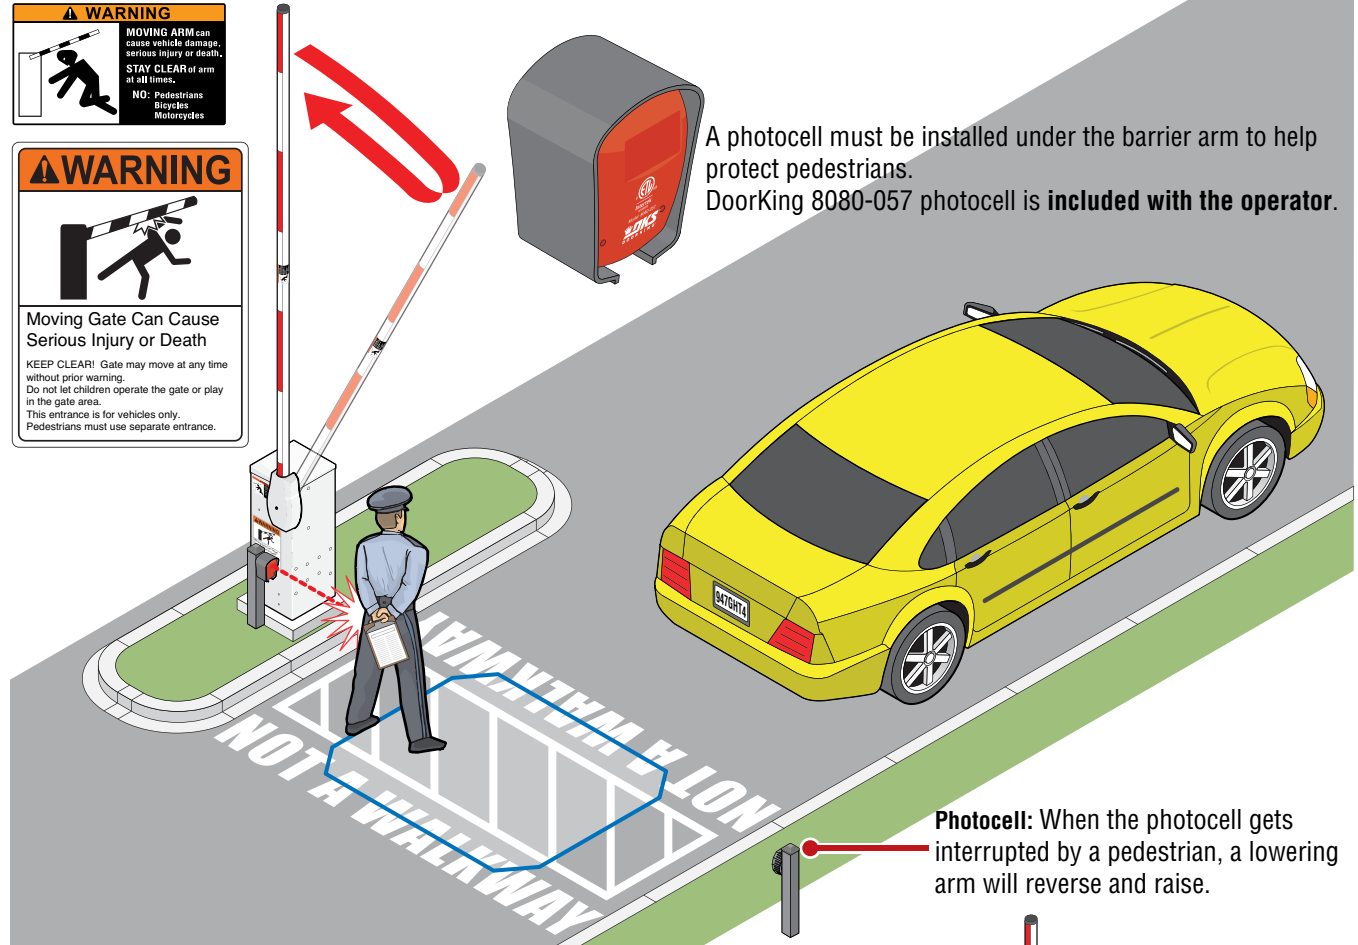 WARNING
MOVING ARM can
cause vehicle damage,
serious injury or death.
STAY CLEAR of arm
at all times.
NO: Pedestrians
Bicycles
Motorcycles
WARNING
Moving Gate Can Cause
Serious Injury or Death
KEEP CLEAR! Gate may move at any time
without prior warning.
Do not let children operate the gate or play
in the gate area.
This entrance is for vehicles only.
Pedestrians must use separate entrance.
A photocell must be installed under the barrier arm to help
protect pedestrians.
DoorKing 8080-057 photocell is included with the operator.
ETL
DKS
DOORKING
WARNING
947GHT4
NOT A WALKWAY
NOT A WALKWAY
Photocell: When the photocell gets
interrupted by a pedestrian, a lowering
arm will reverse and raise.